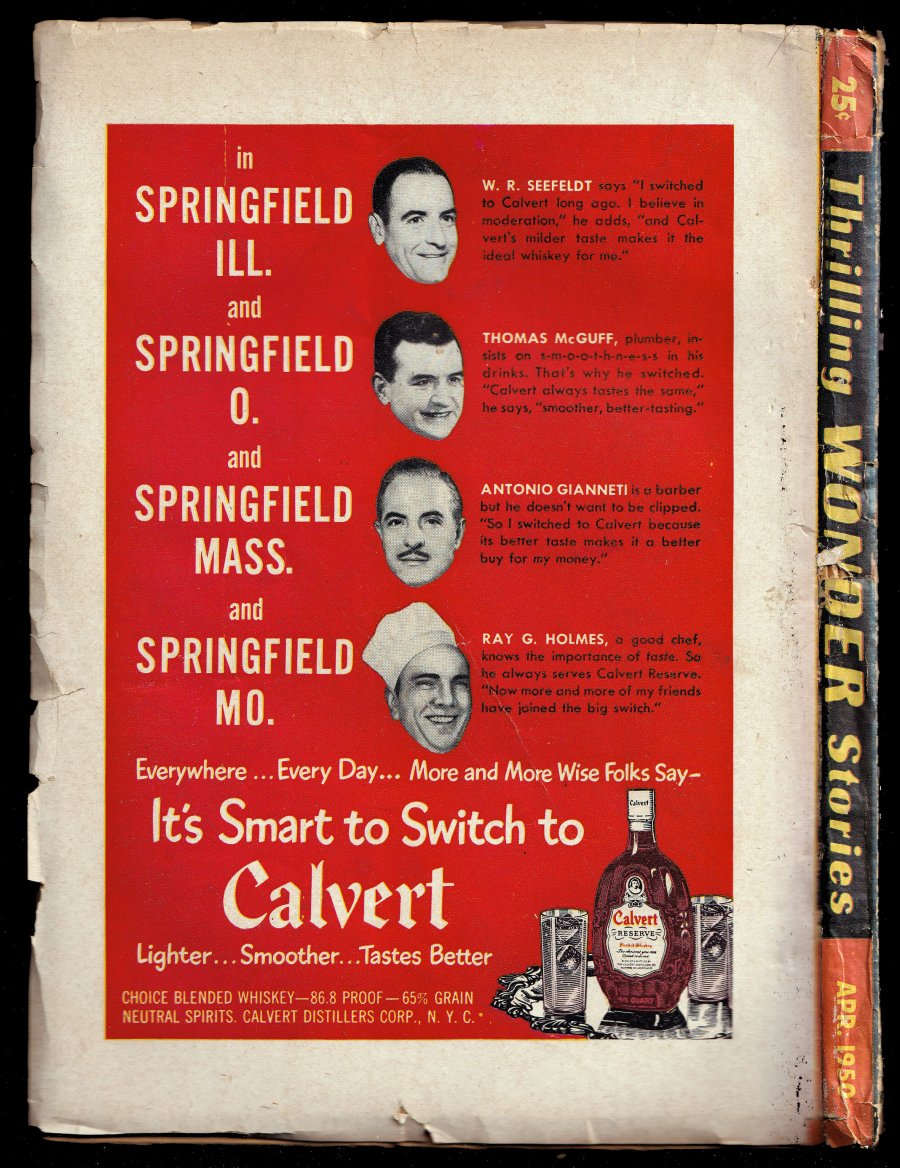 in
SPRINGFIELD
ILL.
and
SPRINGFIELD
O.
and
SPRINGFIELD
MASS.
and
SPRINGFIELD
MO.
W. R. SEEFELDT says "I switched
to Calvert long ago. I believe in
moderation," he adds, "and Cal-
vert's milder taste makes it the
ideal whiskey for me."
THOMAS McGUFF, plumber, in-
sists on s-m-o-o-t-h-n-e-s-s in his
drinks. That's why he switched.
"Calvert always tastes the same,"
he says, "smoother, better-tasting."
ANTONIO GIANNETI is a barber
but he doesn't want to be clipped.
"So I switched to Calvert because
its better taste makes it a better
buy for my money."
RAY G. HOLMES, a good chef,
knows the importance of taste. So
he always serves Calvert Reserve.
"Now more and more of my friends
have joined the big switch."
Everywhere ... Every Day... More and More Wise Folks Say—
It's Smart to Switch to
Calvert
Lighter... Smoother... Tastes Better
CHOICE BLENDED WHISKEY—86.8 PROOF—65% GRAIN
NEUTRAL SPIRITS. CALVERT DISTILLERS CORP., N. Y. C.
Calvert
Calvert
RESERVE
Blended Whiskey
4/5 QUART
25¢
Thrilling WONDER Stories
APR. 1950